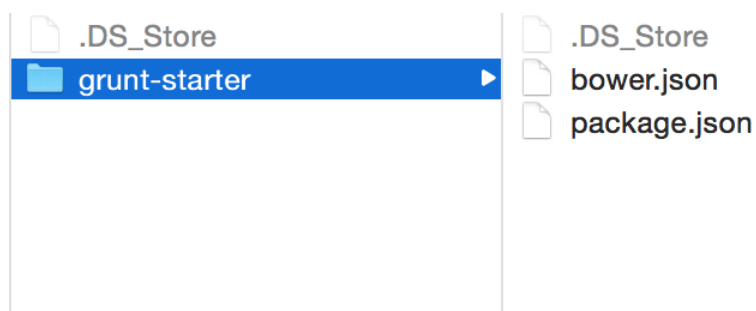 .DS_Store
grunt-starter
.DS_Store
bower.json
package.json